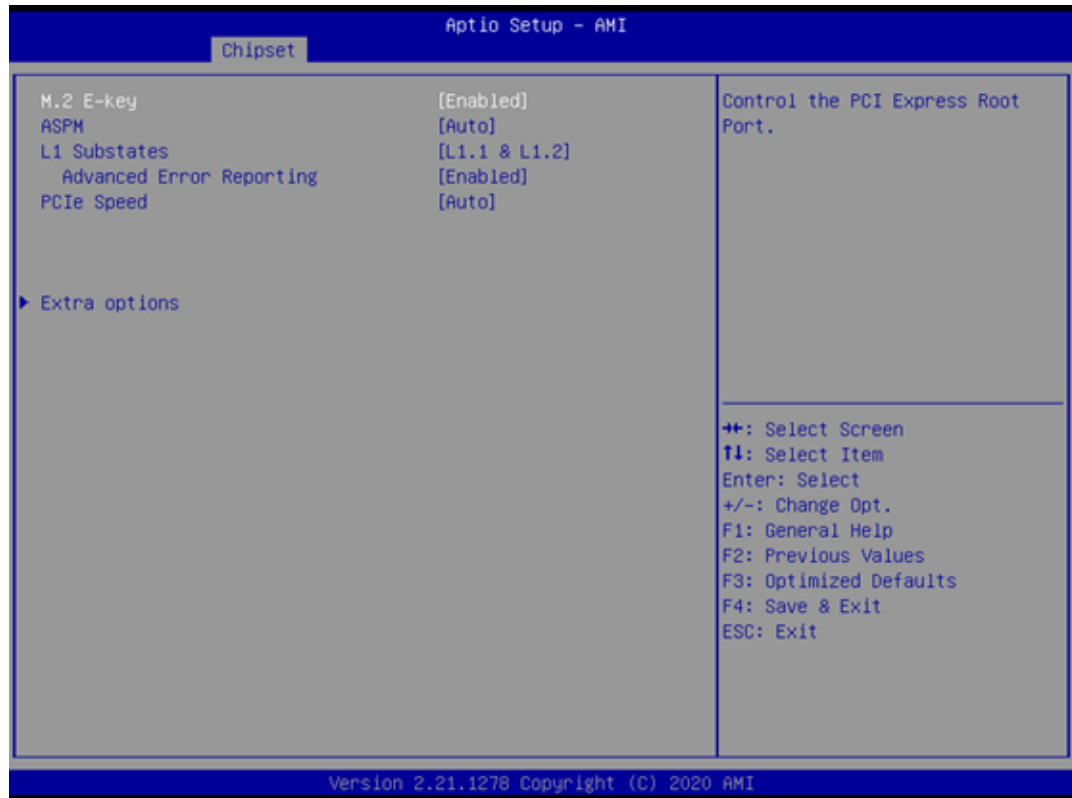 Aptio Setup – AMI
Chipset
M.2 E-key [Enabled]
ASPM [Auto]
L1 Substates [L1.1 & L1.2]
Advanced Error Reporting [Enabled]
PCIe Speed [Auto]
Extra options
Control the PCI Express Root
Port.
→←: Select Screen
↑↓: Select Item
Enter: Select
+/-: Change Opt.
F1: General Help
F2: Previous Values
F3: Optimized Defaults
F4: Save & Exit
ESC: Exit
Version 2.21.1278 Copyright (C) 2020 AMI